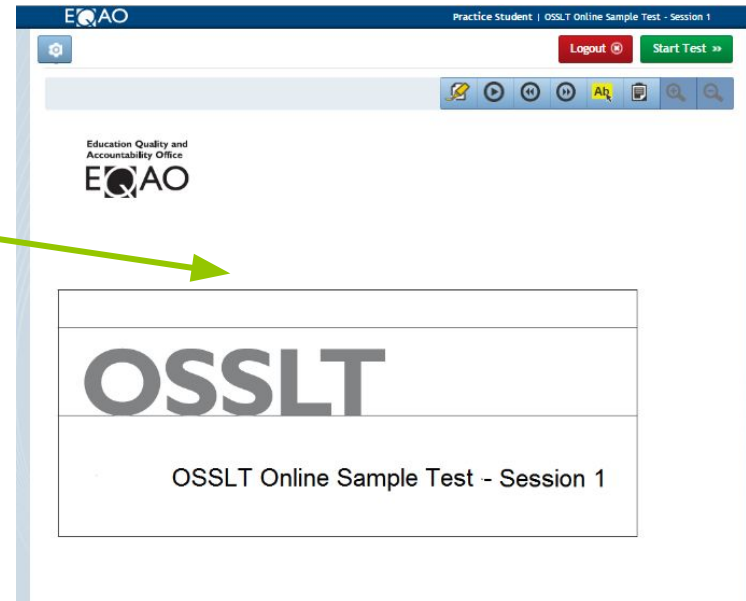 EQAO
Practice Student | OSSLT Online Sample Test - Session 1
Logout
Start Test »
Ab
Education Quality and
Accountability Office
EQAO
OSSLT
OSSLT Online Sample Test - Session 1